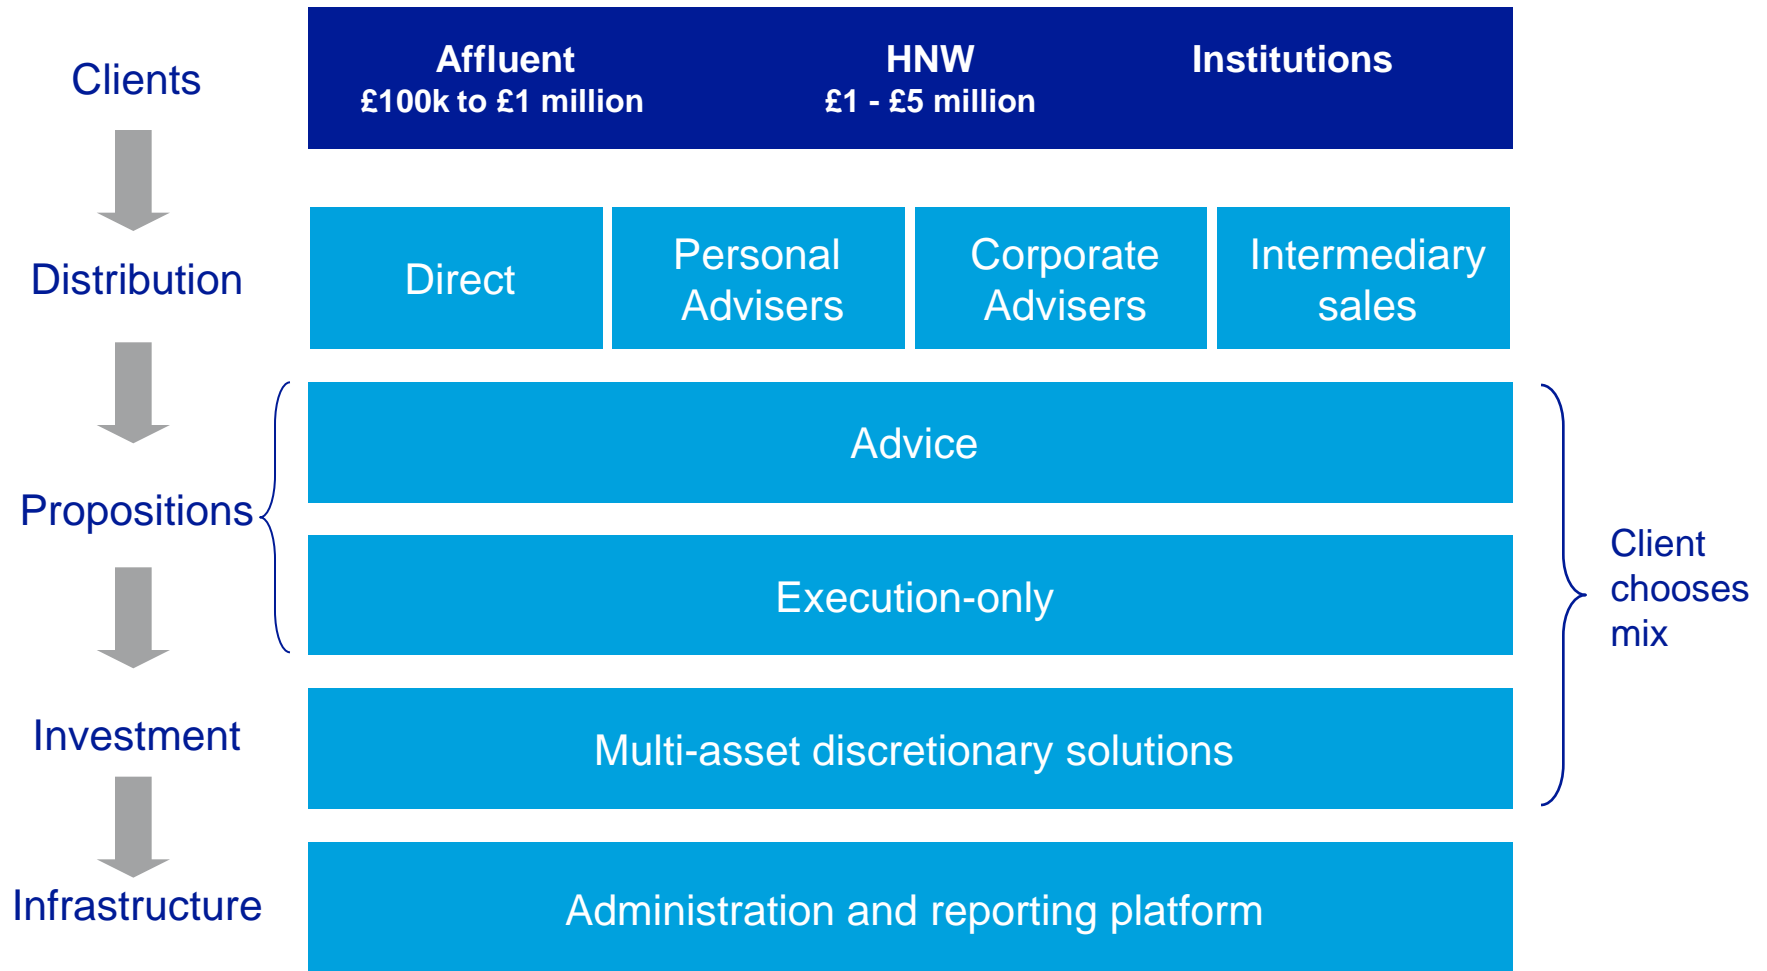 Clients
Affluent
£100k to £1 million
HNW
£1 - £5 million
Institutions
Distribution
Direct
Personal
Advisers
Corporate
Advisers
Intermediary
sales
Propositions
Advice
Execution-only
Client
chooses
mix
Investment
Multi-asset discretionary solutions
Infrastructure
Administration and reporting platform